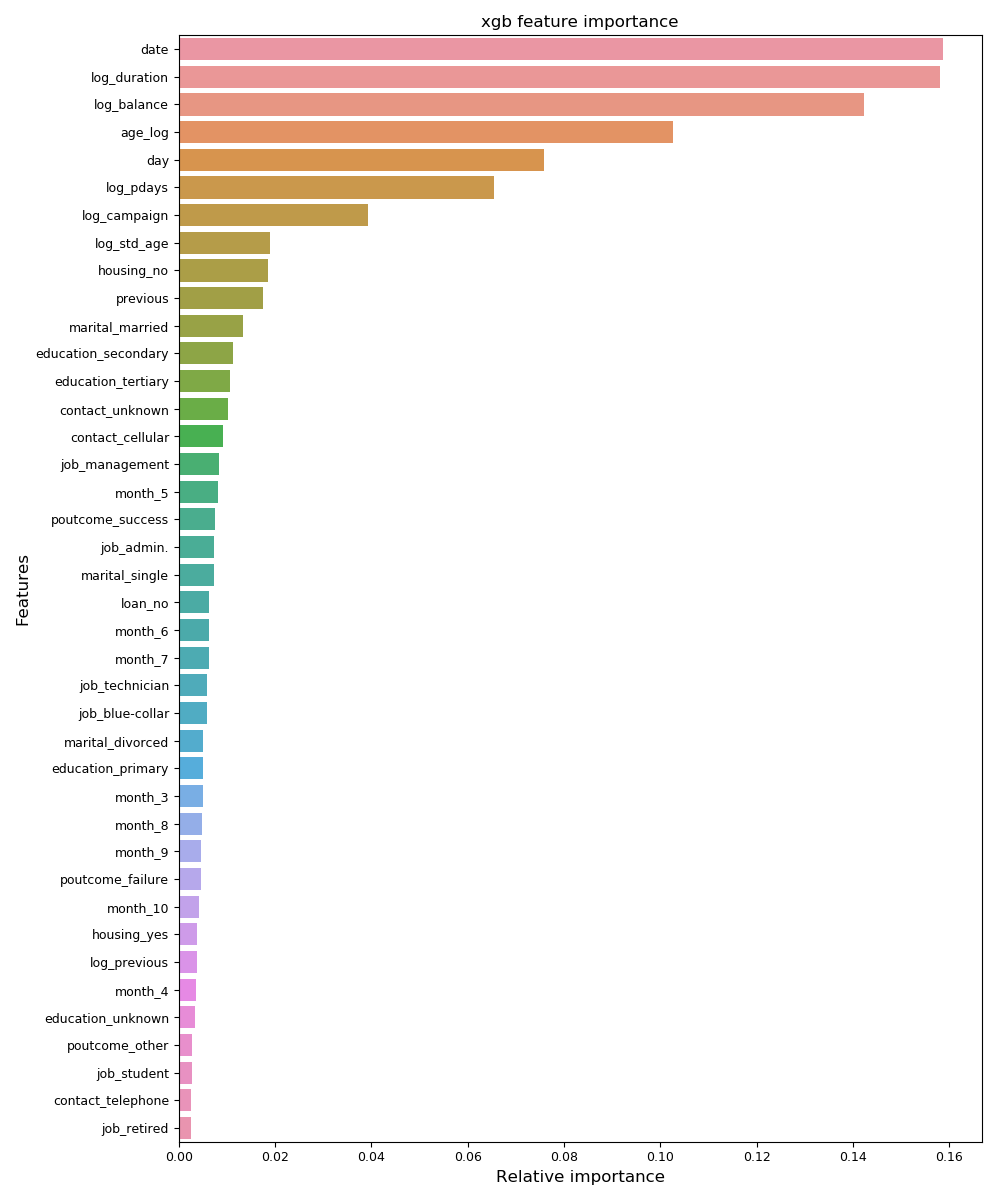 xgb feature importance
date
log_duration
log_balance
age_log
day
log_pdays
log_campaign
log_std_age
housing_no
previous
marital_married
education_secondary
education_tertiary
contact_unknown
contact_cellular
job_management
month_5
poutcome_success
job_admin.
marital_single
loan_no
month_6
month_7
job_technician
job_blue-collar
marital_divorced
education_primary
month_3
month_8
month_9
poutcome_failure
month_10
housing_yes
log_previous
month_4
education_unknown
poutcome_other
job_student
contact_telephone
job_retired
Features
0.00 0.02 0.04 0.06 0.08 0.10 0.12 0.14 0.16
Relative importance